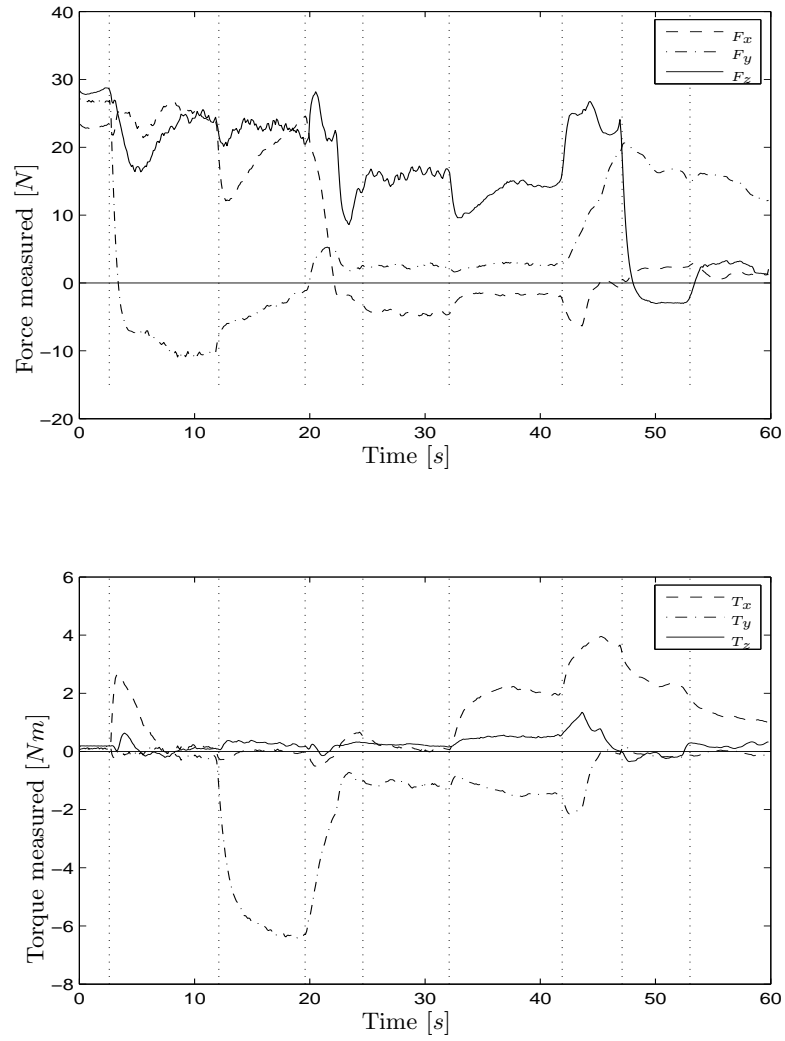 40
30
20
10
0
−10
−20
Force measured [N]
0 10 20 30 40 50 60
Time [s]
Fx
Fy
Fz
6
4
2
0
−2
−4
−6
−8
Torque measured [Nm]
0 10 20 30 40 50 60
Time [s]
Tx
Ty
Tz